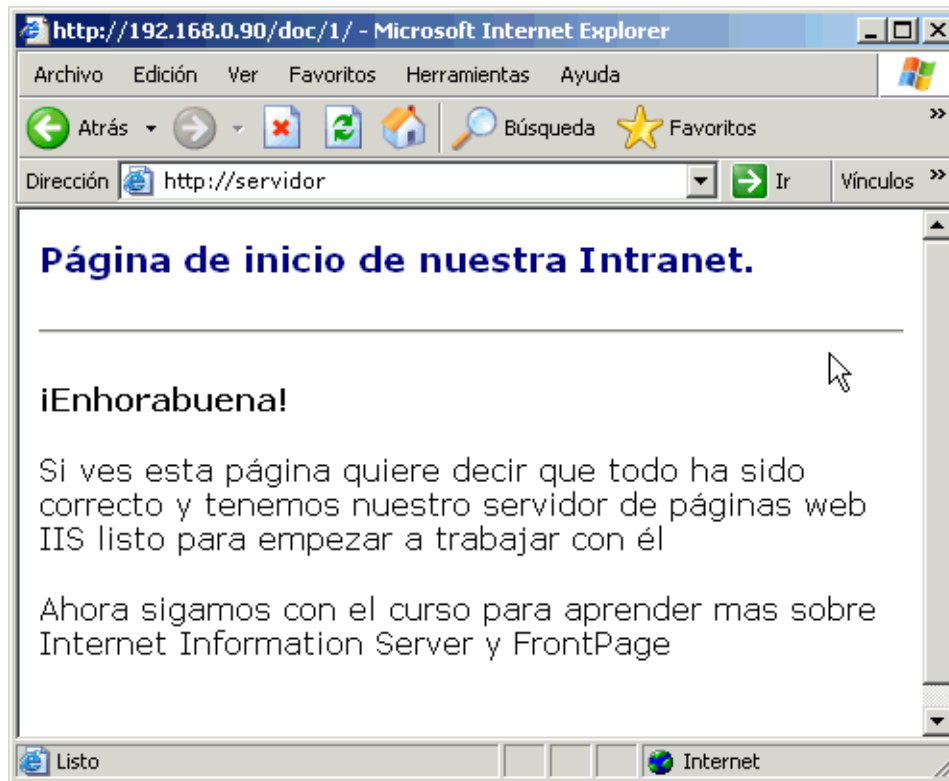 http://192.168.0.90/doc/1/ - Microsoft Internet Explorer
Archivo Edición Ver Favoritos Herramientas Ayuda
Atrás Búsqueda Favoritos »
Dirección http://servidor Ir Vínculos »
Página de inicio de nuestra Intranet.
¡Enhorabuena!
Si ves esta página quiere decir que todo ha sido
correcto y tenemos nuestro servidor de páginas web
IIS listo para empezar a trabajar con él
Ahora sigamos con el curso para aprender mas sobre
Internet Information Server y FrontPage
Listo Internet